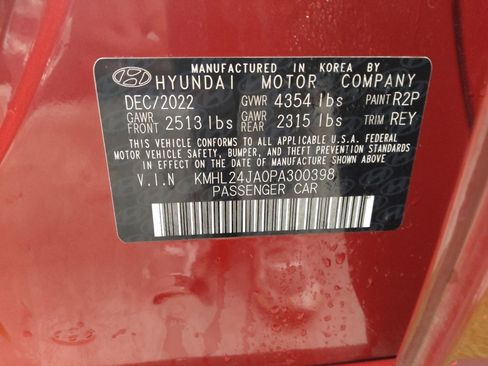 MANUFACTURED IN KOREA
HYUNDAI MOTOR COMPANY
DEC/2022 GVWR 4354 lbs PAINT R2P
GAWR FRONT 2513 lbs GAWR REAR 2315 lbs TRIM REY
THIS VEHICLE CONFORMS TO ALL APPLICABLE U.S.A. FEDERAL
MOTOR VEHICLE SAFETY, BUMPER, AND THEFT PREVENTION STANDARDS
IN EFFECT ON THE DATE OF MANUFACTURE SHOWN ABOVE.
V.I.N KMHL24JA0PA300398
PASSENGER CAR